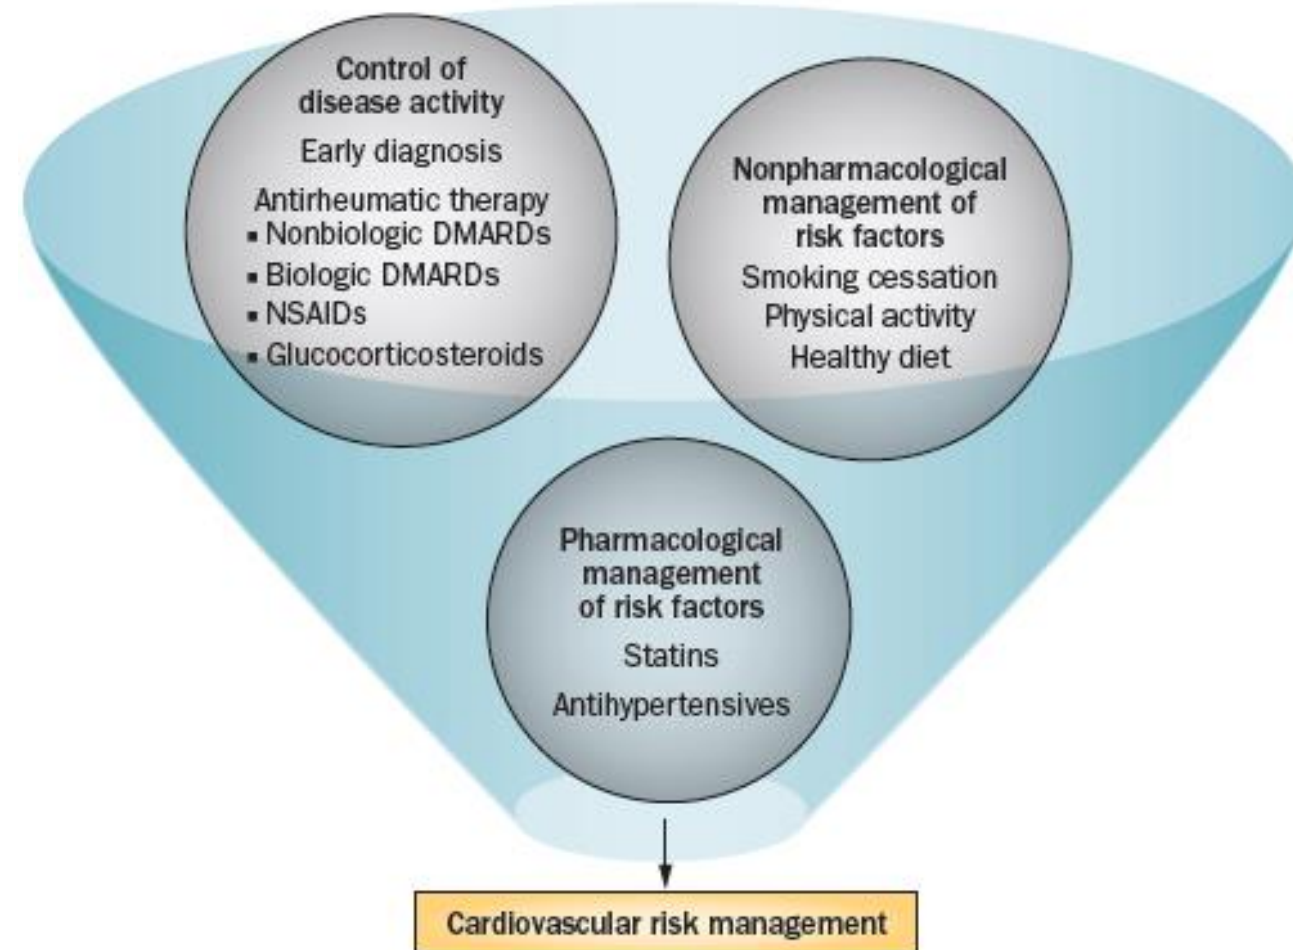 Control of
disease activity
Early diagnosis
Antirheumatic therapy
▪ Nonbiologic DMARDs
▪ Biologic DMARDs
▪ NSAIDs
▪ Glucocorticosteroids
Nonpharmacological
management of
risk factors
Smoking cessation
Physical activity
Healthy diet
Pharmacological
management
of risk factors
Statins
Antihypertensives
Cardiovascular risk management